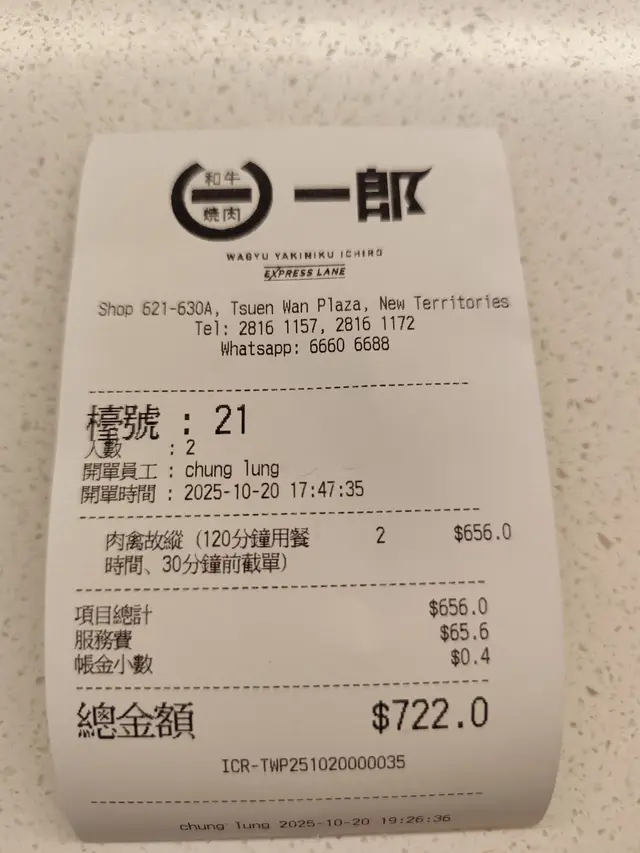 和牛
燒肉
一郎
WAGYU YAKINIKU ICHIRO
EXPRESS LANE
Shop 621-630A, Tsuen Wan Plaza, New Territories
Tel: 2816 1157, 2816 1172
Whatsapp: 6660 6688
檯號 : 21
人數 : 2
開單員工 : chung lung
開單時間 : 2025-10-20 17:47:35
肉禽故縱 (120分鐘用餐 2 $656.0
時間、30分鐘前截單)
項目總計 $656.0
服務費 $65.6
帳金小數 $0.4
總金額 $722.0
ICR-TWP251020000035
chung lung 2025-10-20 19:26:36